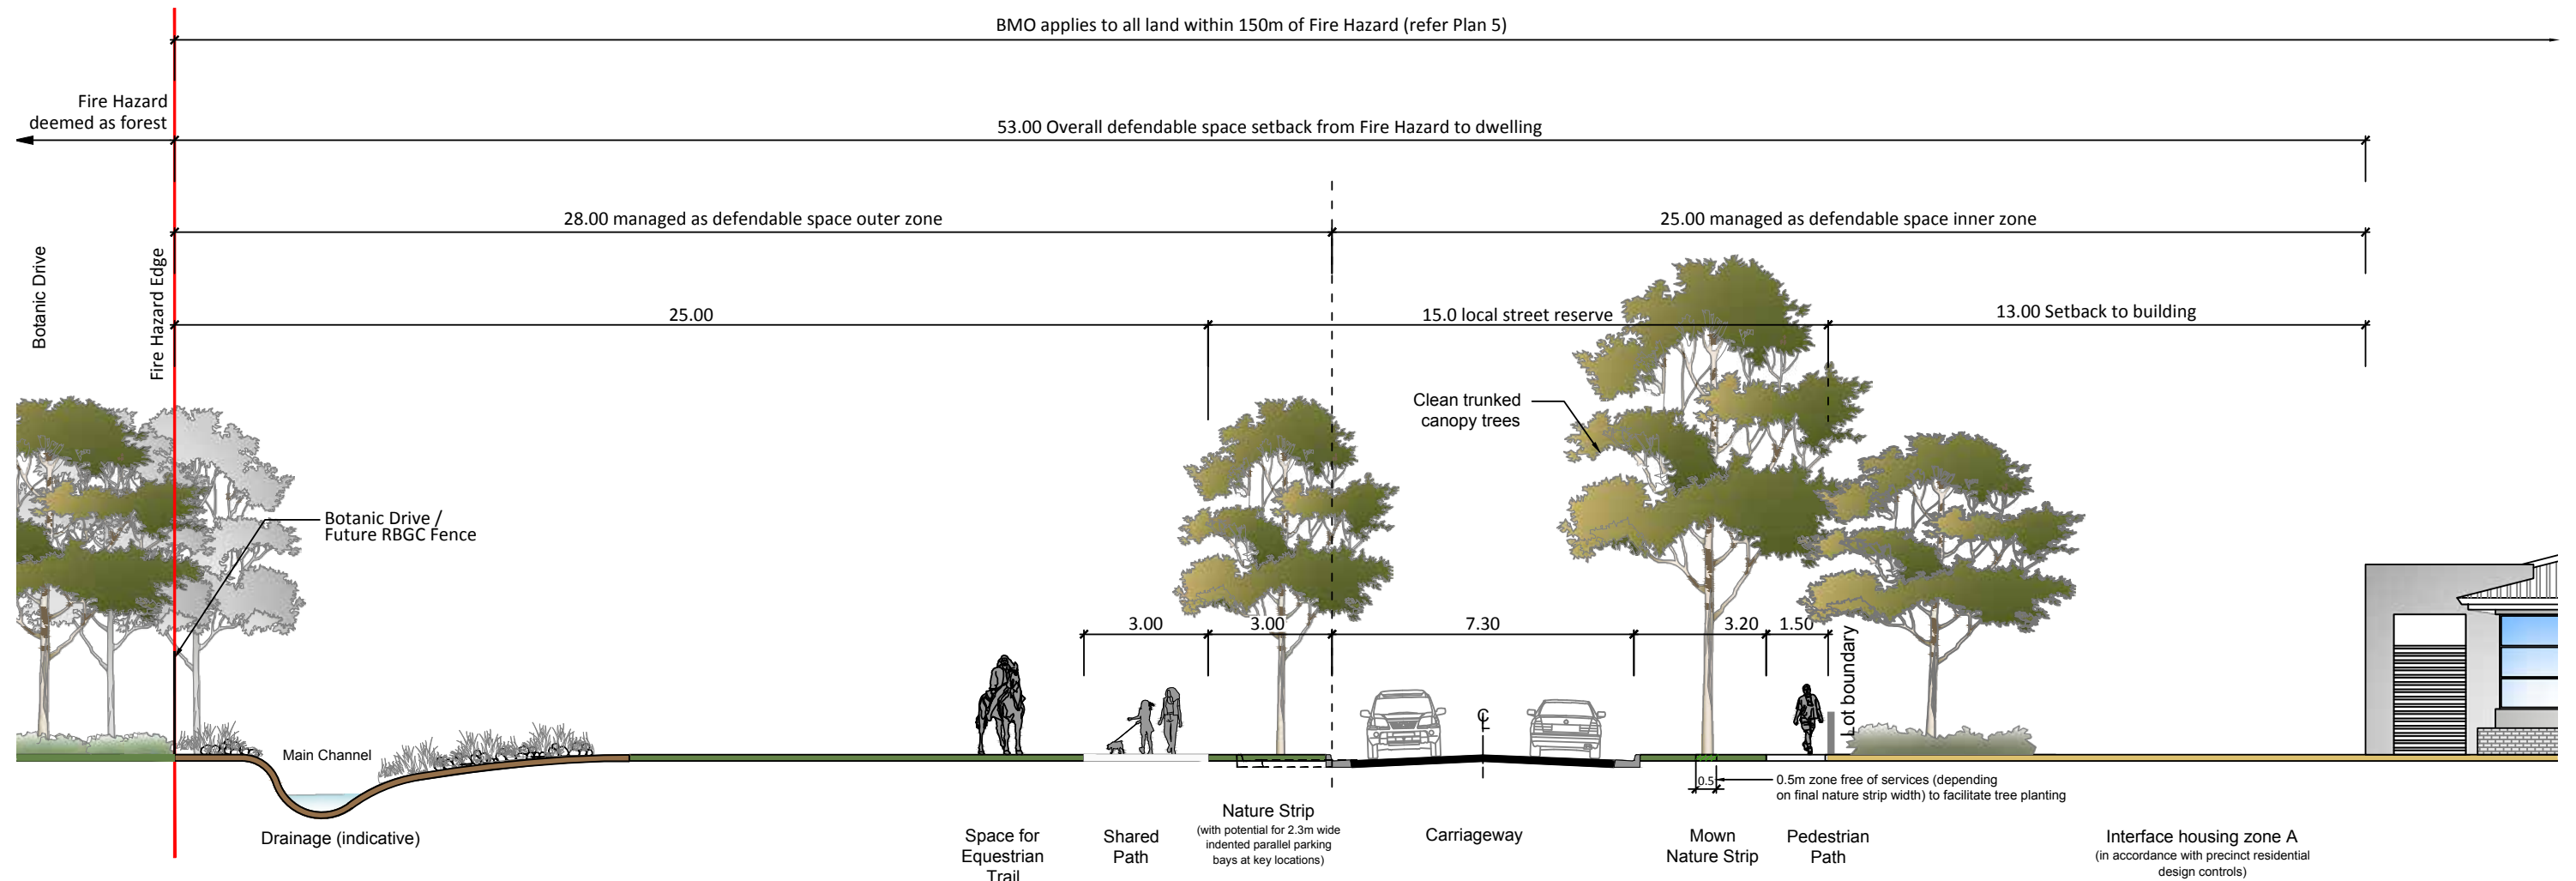 BMO applies to all land within 150m of Fire Hazard (refer Plan 5)
Fire Hazard
deemed as forest
53.00 Overall defendable space setback from Fire Hazard to dwelling
28.00 managed as defendable space outer zone
25.00 managed as defendable space inner zone
Botanic Drive
Fire Hazard Edge
25.00
15.0 local street reserve
13.00 Setback to building
Clean trunked
canopy trees
Botanic Drive /
Future RBGC Fence
3.00
3.00
7.30
3.20
1.50
Lot boundary
CL
Main Channel
0.5
0.5m zone free of services (depending
on final nature strip width) to facilitate tree planting
Drainage (indicative)
Space for
Equestrian
Trail
Shared
Path
Nature Strip
(with potential for 2.3m wide
indented parallel parking
bays at key locations)
Carriageway
Mown
Nature Strip
Pedestrian
Path
Interface housing zone A
(in accordance with precinct residential
design controls)